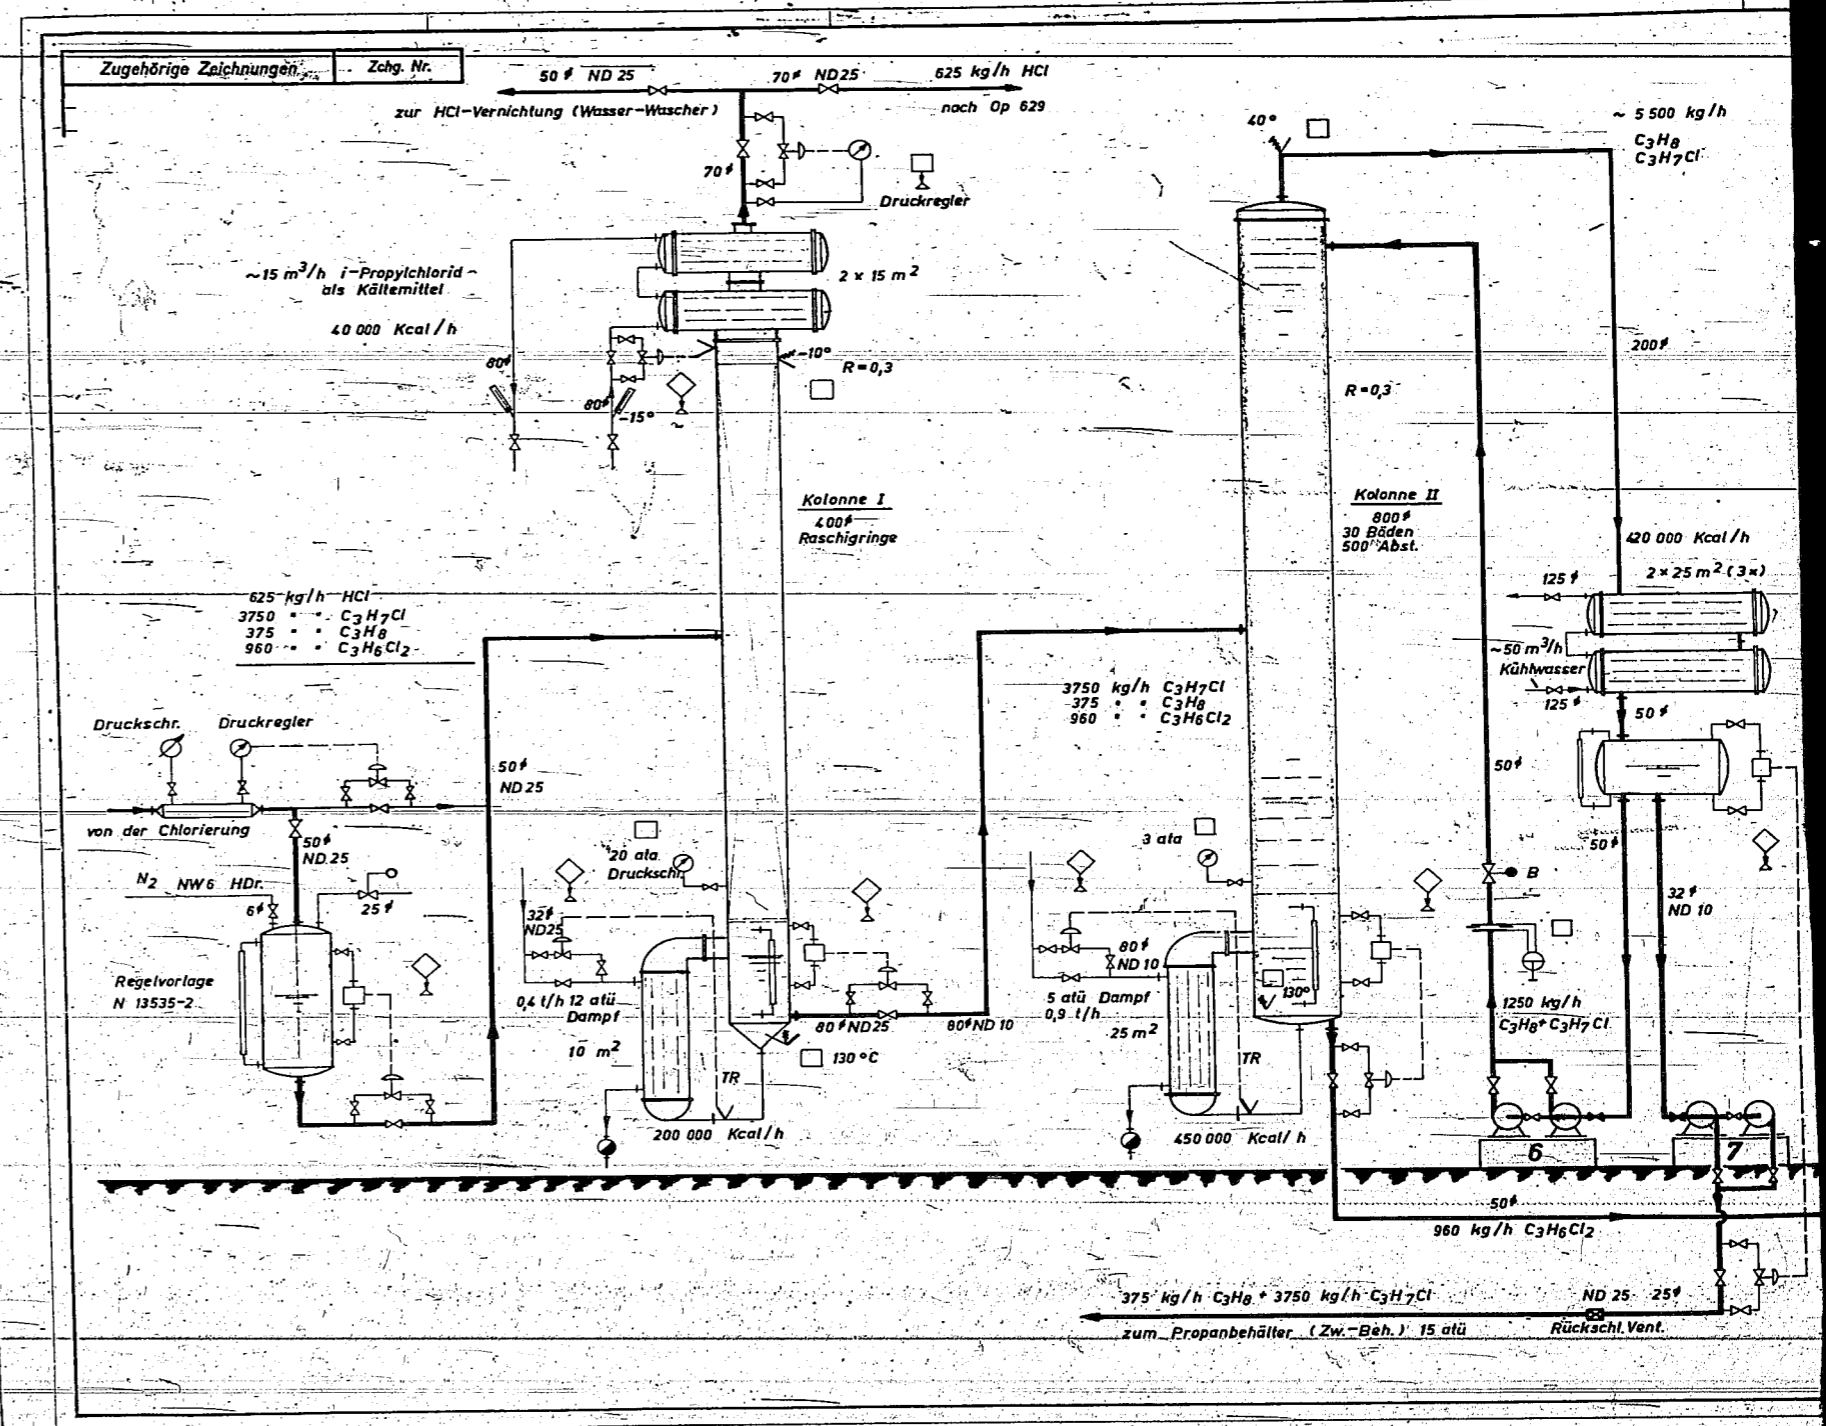 Zugehörige Zeichnungen
Zchg. Nr.
50 ∮ ND 25
70 ∮ ND 25
625 kg/h HCl
zur HCl-Vernichtung (Wasser-Wascher)
nach Op 629
70 ∮
Druckregler
~15 m³/h i-Propylchlorid
als Kältemittel
40 000 Kcal/h
2 x 15 m²
80 ∮
80 ∮
-15°
-10°
R = 0,3
Kolonne I
400 ∮
Raschigringe
625 kg/h HCl
3750 " " C₃H₇Cl
375 " " C₃H₈
960 " " C₃H₆Cl₂
Druckschr.
Druckregler
von der Chlorierung
50 ∮
ND 25
50 ∮
ND 25
N₂ NW6 HDr.
6 ∮
25 ∮
Regelvorlage
N 13535-2
20 ata
Druckschr.
32 ∮
ND 25
0,4 t/h 12 atü
Dampf
10 m²
TR
200 000 Kcal/h
80 ∮ ND 25
80 ∮ ND 10
130 °C
40°
~ 5 500 kg/h
C₃H₈
C₃H₇Cl
200 ∮
R = 0,3
Kolonne II
800 ∮
30 Böden
500 Abst.
3750 kg/h C₃H₇Cl
375 " " C₃H₈
960 " " C₃H₆Cl₂
3 ata
80 ∮
ND 10
5 atü Dampf
0,9 t/h
25 m²
TR
130°
450 000 Kcal/h
420 000 Kcal/h
2 x 25 m² (3x)
125 ∮
~50 m³/h
Kühlwasser
125 ∮
50 ∮
50 ∮
50 ∮
B
32 ∮
ND 10
1250 kg/h
C₃H₈ + C₃H₇Cl
6
7
50 ∮
960 kg/h C₃H₆Cl₂
375 kg/h C₃H₈ + 3750 kg/h C₃H₇Cl
ND 25 25 ∮
zum Propanbehälter (Zw.-Beh.) 15 atü
Rückschl.Vent.